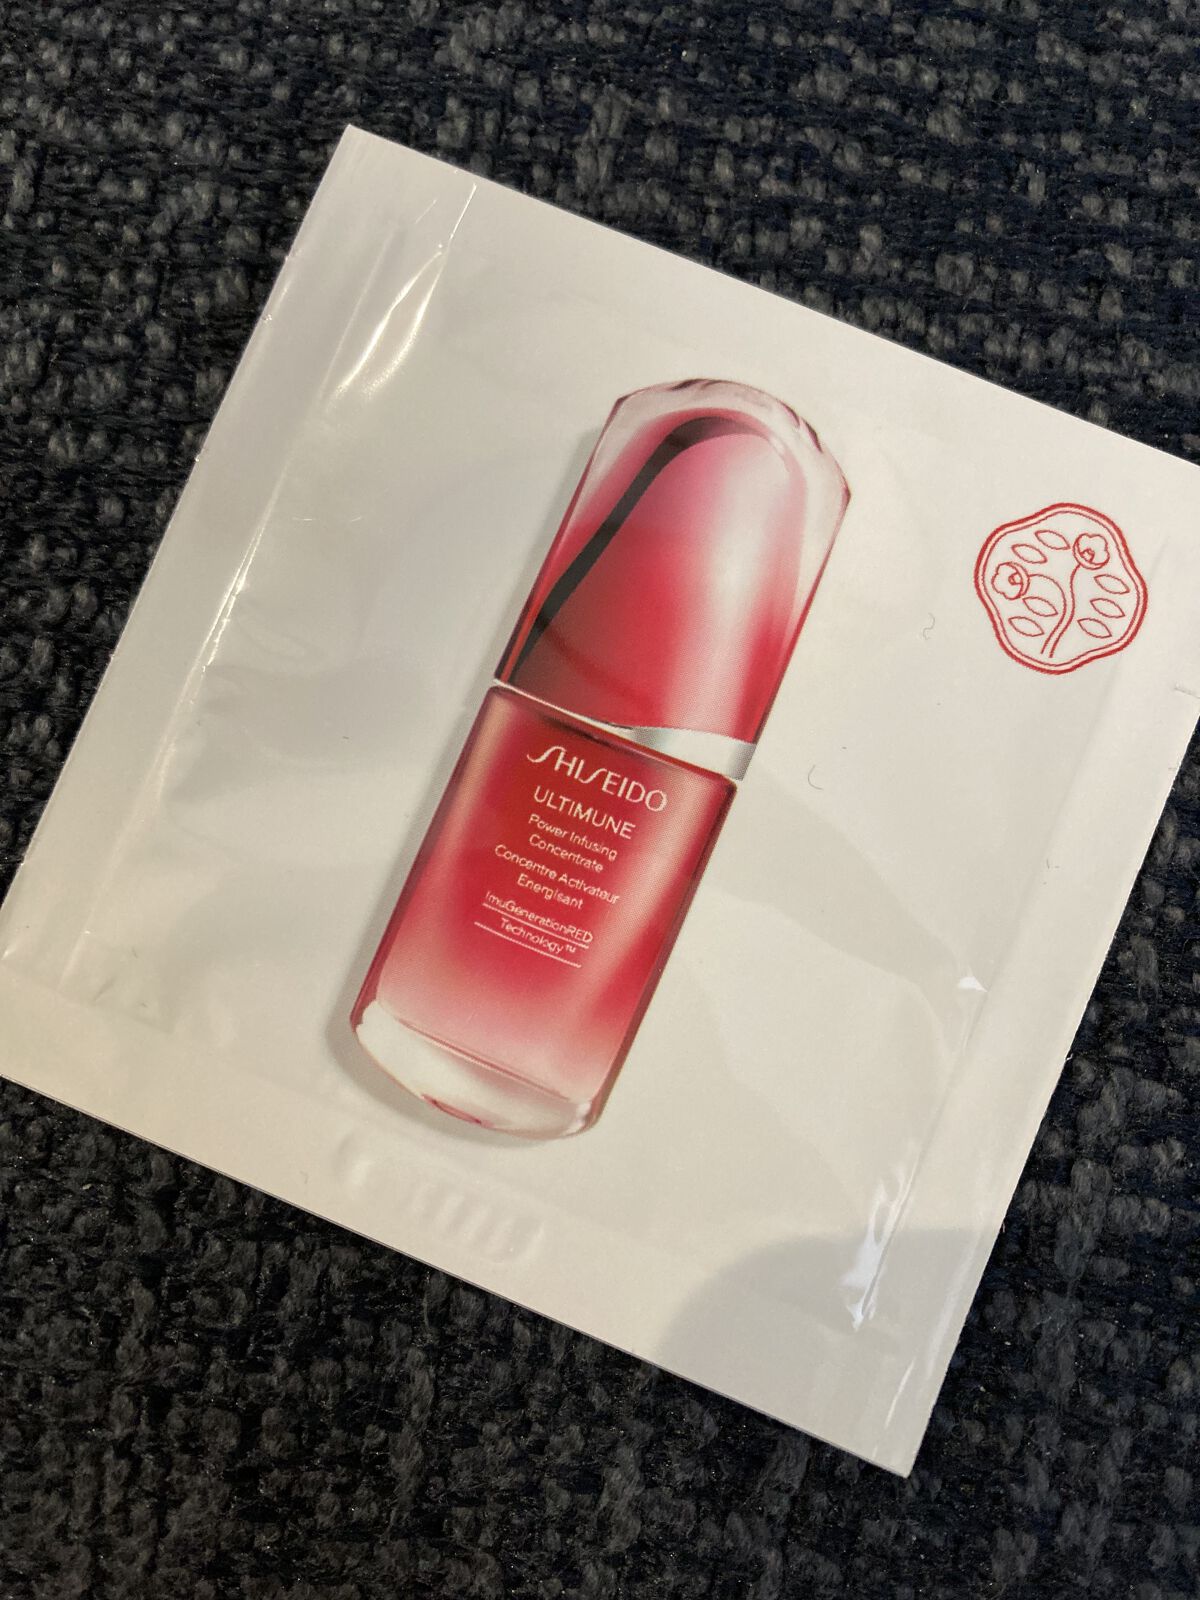 SHISEIDO
ULTIMUNE
Power Infusing
Concentrate
Concentré Activateur
Energisant
ImuGenerationRED
Technology™